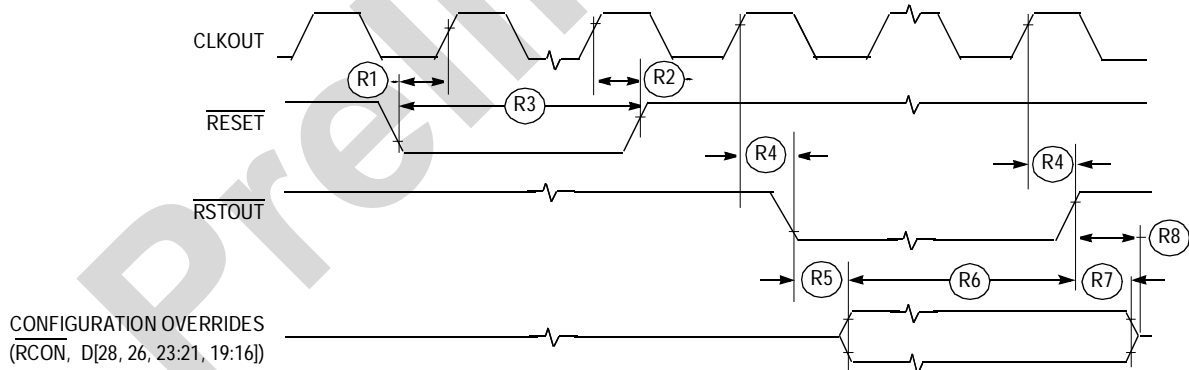 CLKOUT
R1
R2
R3
RESET
R4
R4
RSTOUT
R8
R5
R6
R7
CONFIGURATION OVERRIDES
(RCON, D[28, 26, 23:21, 19:16])
Preli